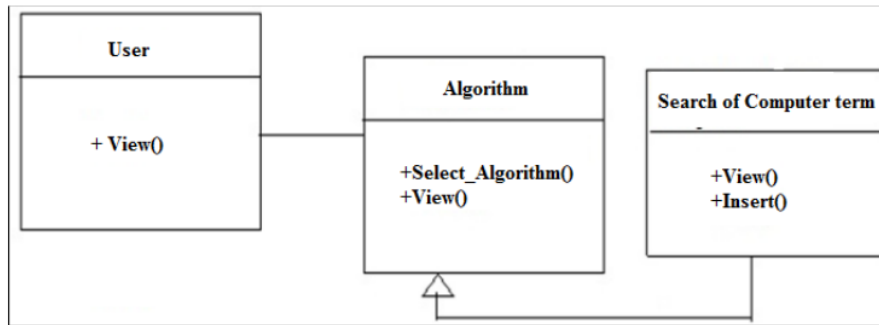 User
+ View()
Algorithm
+Select_Algorithm()
+View()
Search of Computer term
+View()
+Insert()